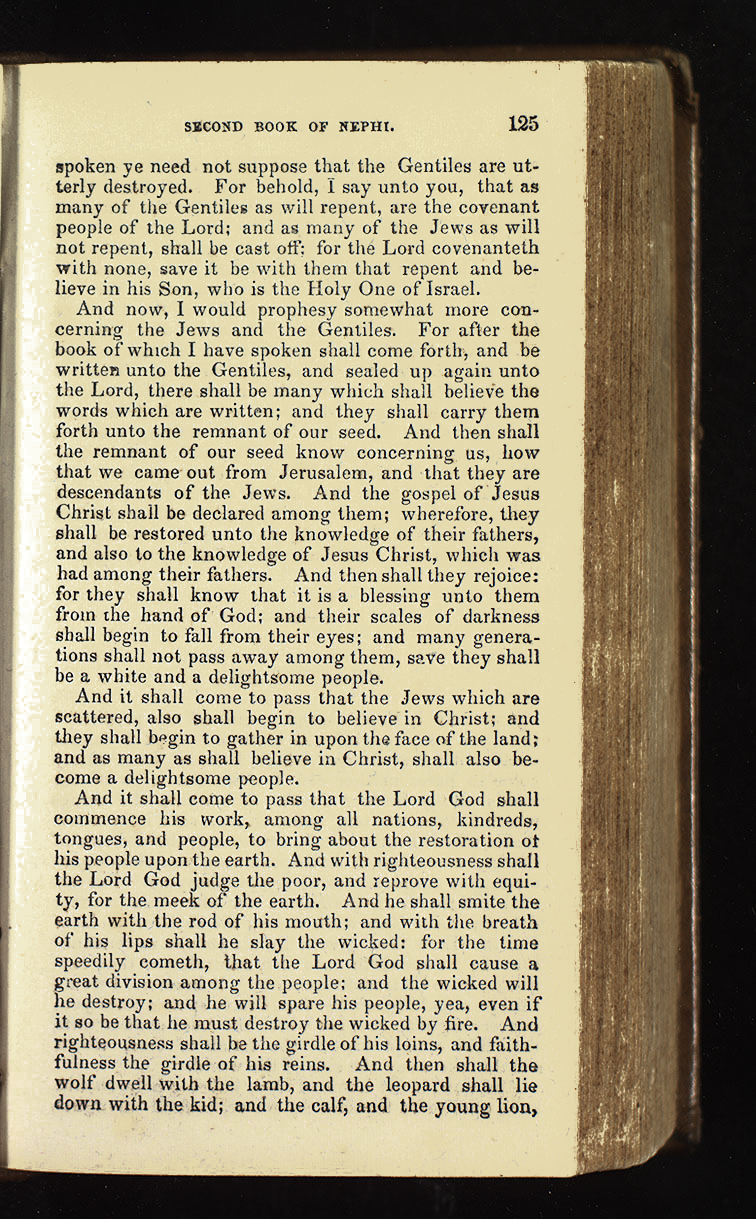 SECOND BOOK OF NEPHI. 125
spoken ye need not suppose that the Gentiles are ut-
terly destroyed. For behold, I say unto you, that as
many of the Gentiles as will repent, are the covenant
people of the Lord; and as many of the Jews as will
not repent, shall be cast off: for the Lord covenanteth
with none, save it be with them that repent and be-
lieve in his Son, who is the Holy One of Israel.
And now, I would prophesy somewhat more con-
cerning the Jews and the Gentiles. For after the
book of which I have spoken shall come forth, and be
written unto the Gentiles, and sealed up again unto
the Lord, there shall be many which shall believe the
words which are written; and they shall carry them
forth unto the remnant of our seed. And then shall
the remnant of our seed know concerning us, how
that we came out from Jerusalem, and that they are
descendants of the Jews. And the gospel of Jesus
Christ shall be declared among them; wherefore, they
shall be restored unto the knowledge of their fathers,
and also to the knowledge of Jesus Christ, which was
had among their fathers. And then shall they rejoice:
for they shall know that it is a blessing unto them
from the hand of God; and their scales of darkness
shall begin to fall from their eyes; and many genera-
tions shall not pass away among them, save they shall
be a white and a delightsome people.
And it shall come to pass that the Jews which are
scattered, also shall begin to believe in Christ; and
they shall begin to gather in upon the face of the land;
and as many as shall believe in Christ, shall also be-
come a delightsome people.
And it shall come to pass that the Lord God shall
commence his work, among all nations, kindreds,
tongues, and people, to bring about the restoration of
his people upon the earth. And with righteousness shall
the Lord God judge the poor, and reprove with equi-
ty, for the meek of the earth. And he shall smite the
earth with the rod of his mouth; and with the breath
of his lips shall he slay the wicked: for the time
speedily cometh, that the Lord God shall cause a
great division among the people; and the wicked will
he destroy; and he will spare his people, yea, even if
it so be that he must destroy the wicked by fire. And
righteousness shall be the girdle of his loins, and faith-
fulness the girdle of his reins. And then shall the
wolf dwell with the lamb, and the leopard shall lie
down with the kid; and the calf, and the young lion,